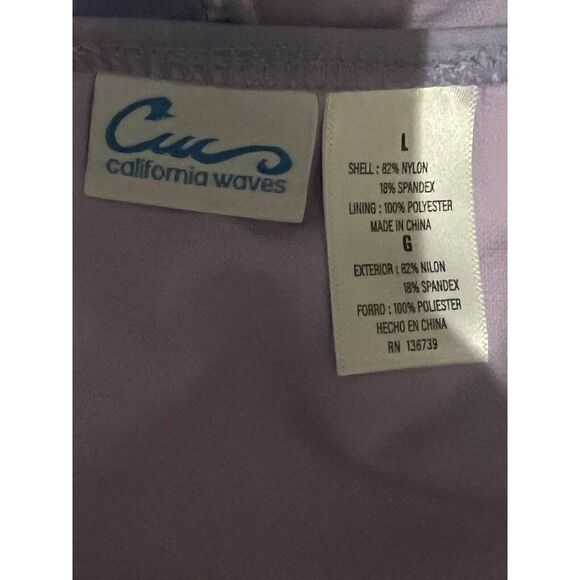 Cuu
california waves
L
SHELL : 82% NYLON
18% SPANDEX
LINING : 100% POLYESTER
MADE IN CHINA
G
EXTERIOR : 82% NILON
18% SPANDEX
FORRO : 100% POLIESTER
HECHO EN CHINA
RN 136739